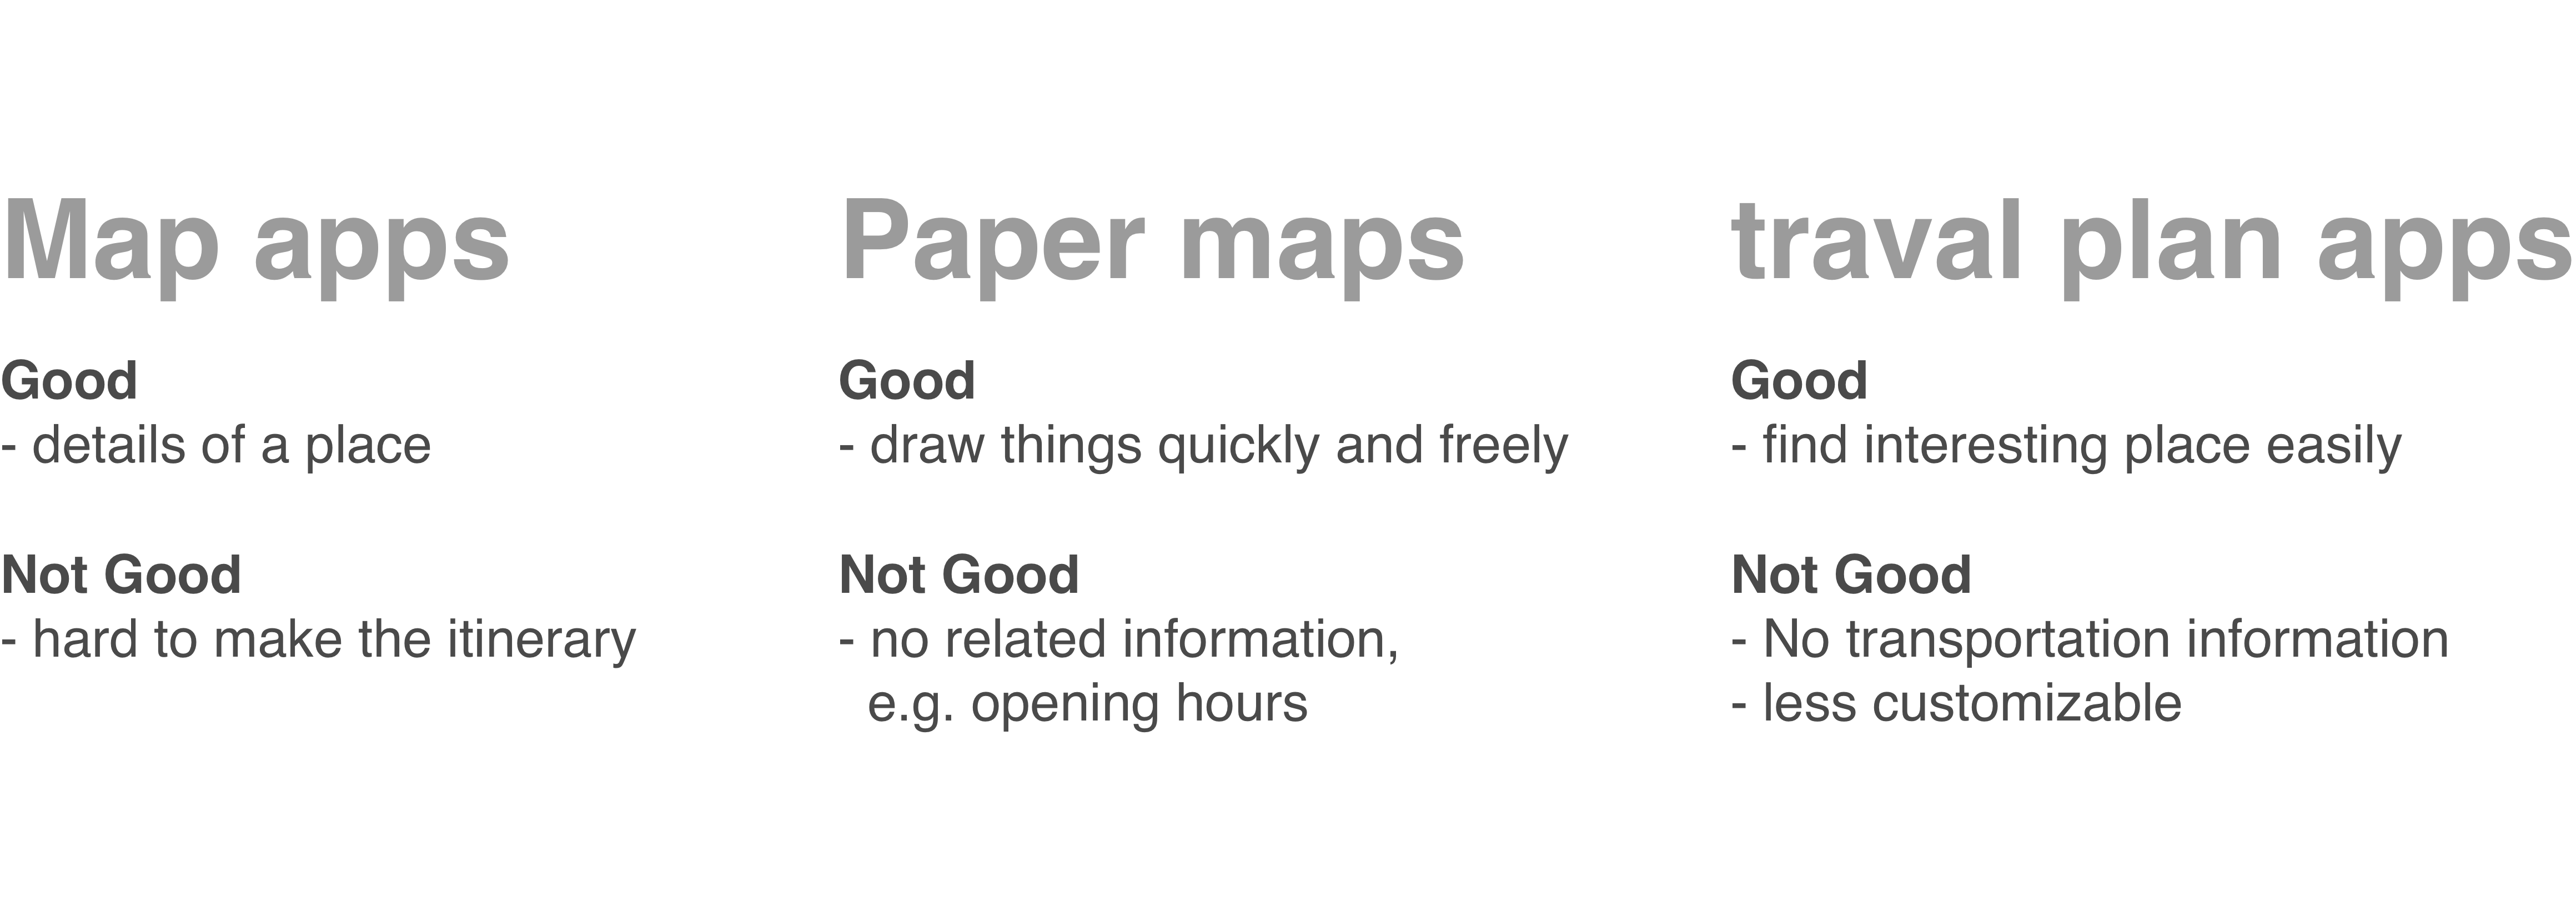 Map apps
Good
- details of a place
Not Good
- hard to make the itinerary
Paper maps
Good
- draw things quickly and freely
Not Good
- no related information,
e.g. opening hours
traval plan apps
Good
- find interesting place easily
Not Good
- No transportation information
- less customizable